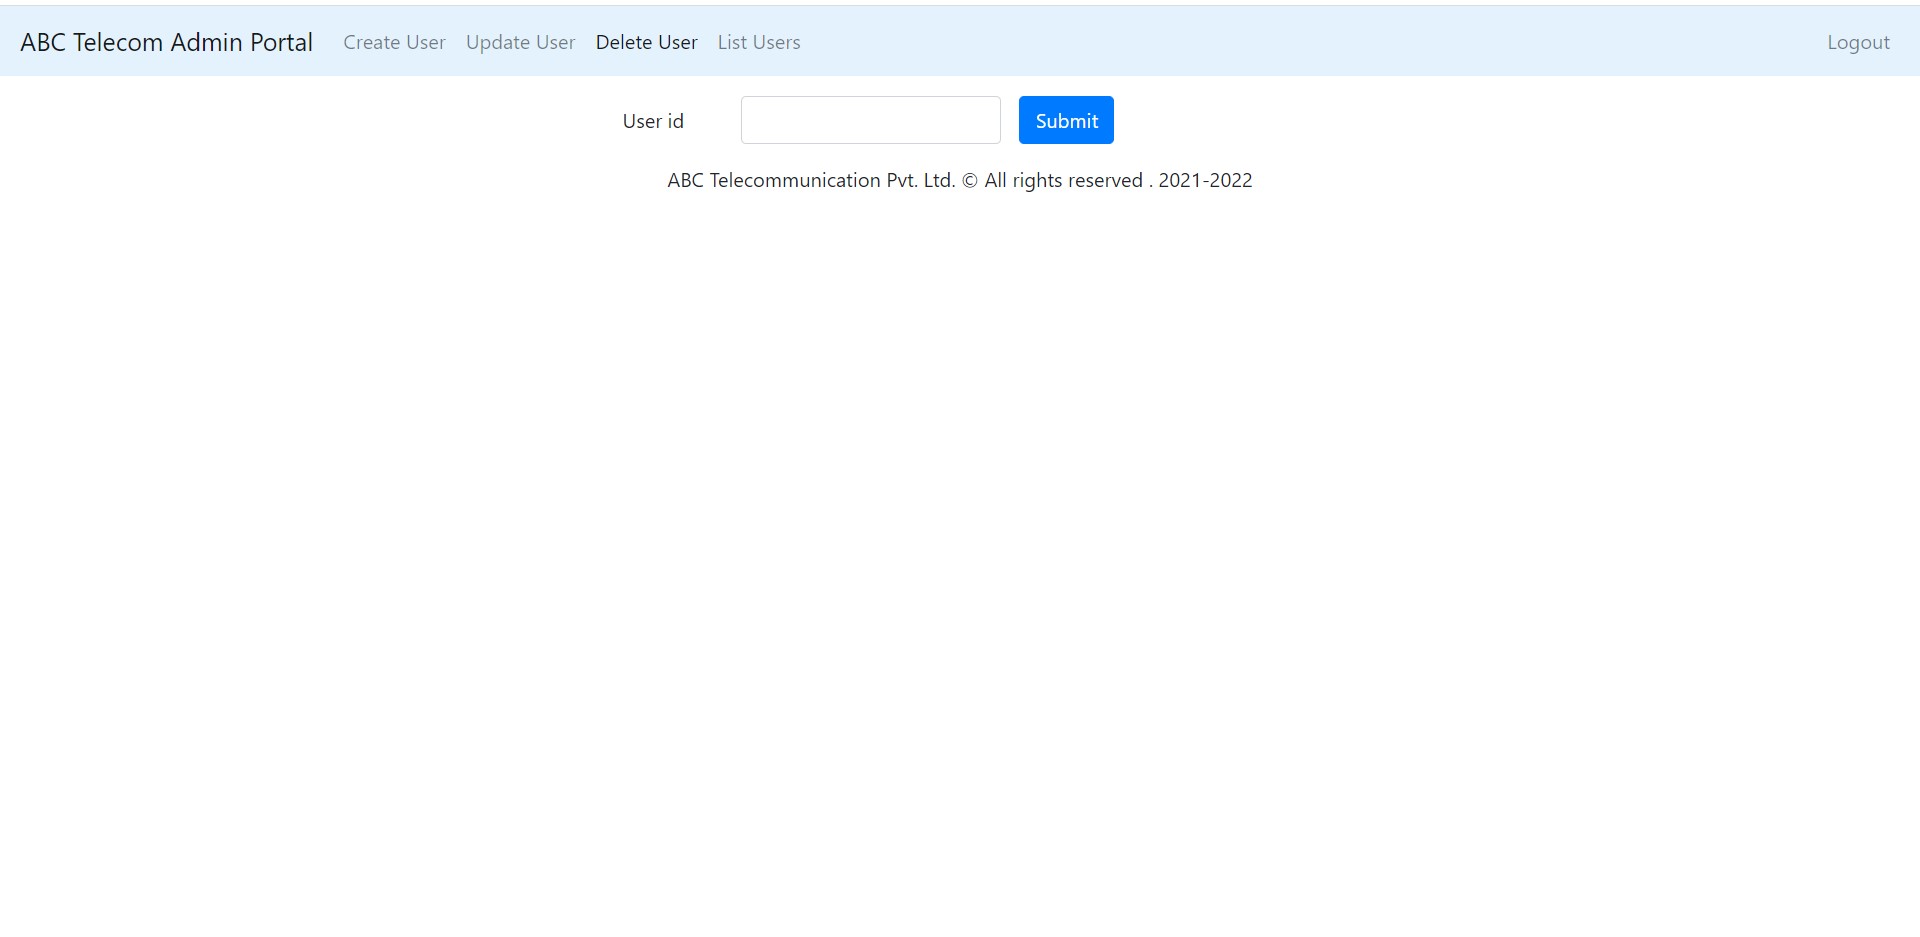 ABC Telecom Admin Portal Create User Update User Delete User List Users Logout
User id Submit
ABC Telecommunication Pvt. Ltd. © All rights reserved . 2021-2022